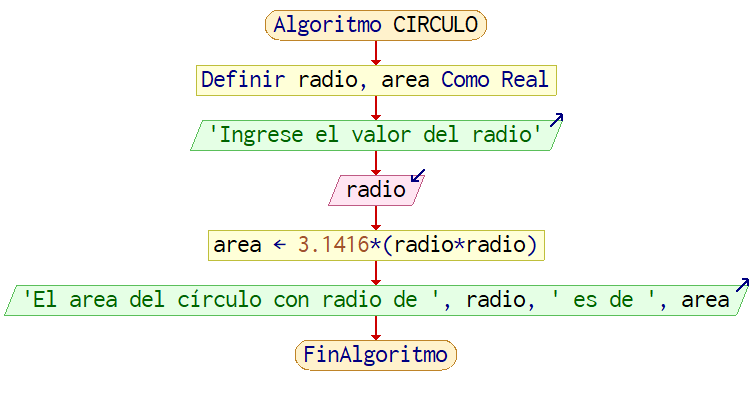 Algoritmo CIRCULO
Definir radio, area Como Real
'Ingrese el valor del radio'
radio
area ← 3.1416*(radio*radio)
'El area del círculo con radio de ', radio, ' es de ', area
FinAlgoritmo